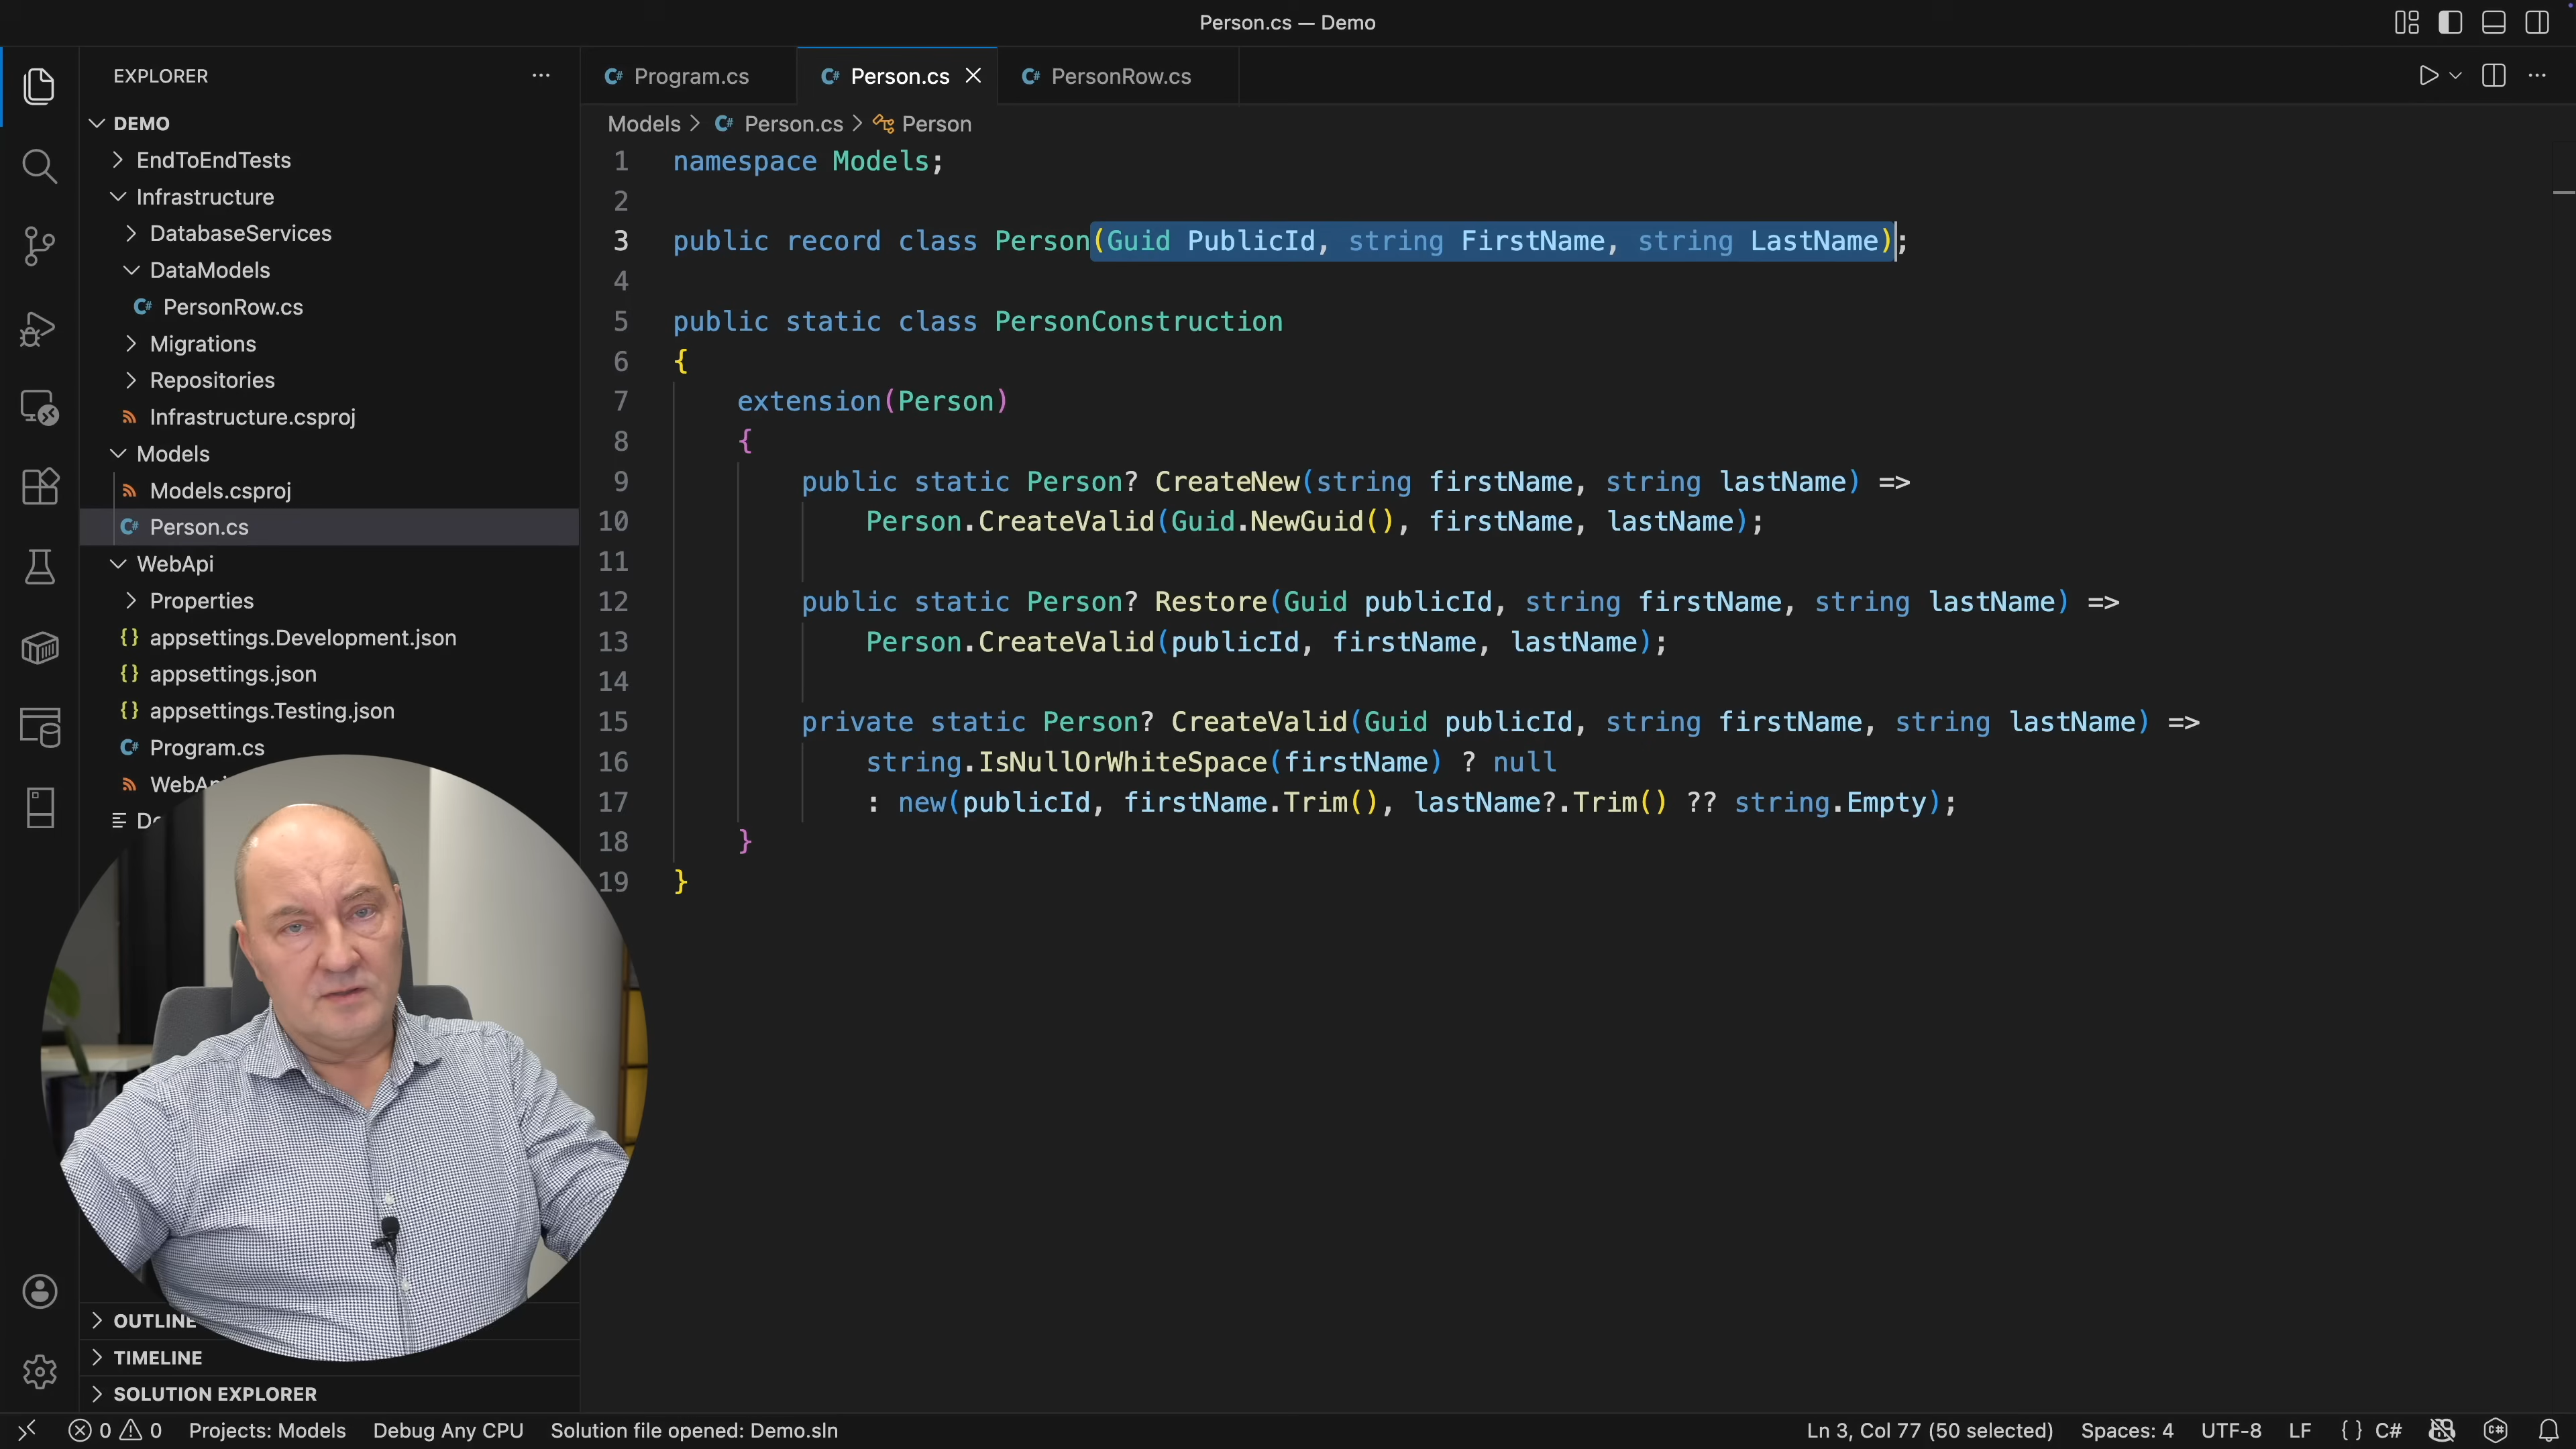 Person.cs — Demo
EXPLORER
DEMO
EndToEndTests
Infrastructure
DatabaseServices
DataModels
PersonRow.cs
Migrations
Repositories
Infrastructure.csproj
Models
Models.csproj
Person.cs
WebApi
Properties
appsettings.Development.json
appsettings.json
appsettings.Testing.json
Program.cs
OUTLINE
TIMELINE
SOLUTION EXPLORER
Program.cs
Person.cs
PersonRow.cs
Models > Person.cs > Person
1 namespace Models;
2
3 public record class Person(Guid PublicId, string FirstName, string LastName);
4
5 public static class PersonConstruction
6 {
7 extension(Person)
8 {
9 public static Person? CreateNew(string firstName, string lastName) =>
10 Person.CreateValid(Guid.NewGuid(), firstName, lastName);
11
12 public static Person? Restore(Guid publicId, string firstName, string lastName) =>
13 Person.CreateValid(publicId, firstName, lastName);
14
15 private static Person? CreateValid(Guid publicId, string firstName, string lastName) =>
16 string.IsNullOrWhiteSpace(firstName) ? null
17 : new(publicId, firstName.Trim(), lastName?.Trim() ?? string.Empty);
18 }
19 }
0 0 Projects: Models Debug Any CPU Solution file opened: Demo.sln Ln 3, Col 77 (50 selected) Spaces: 4 UTF-8 LF {} C#